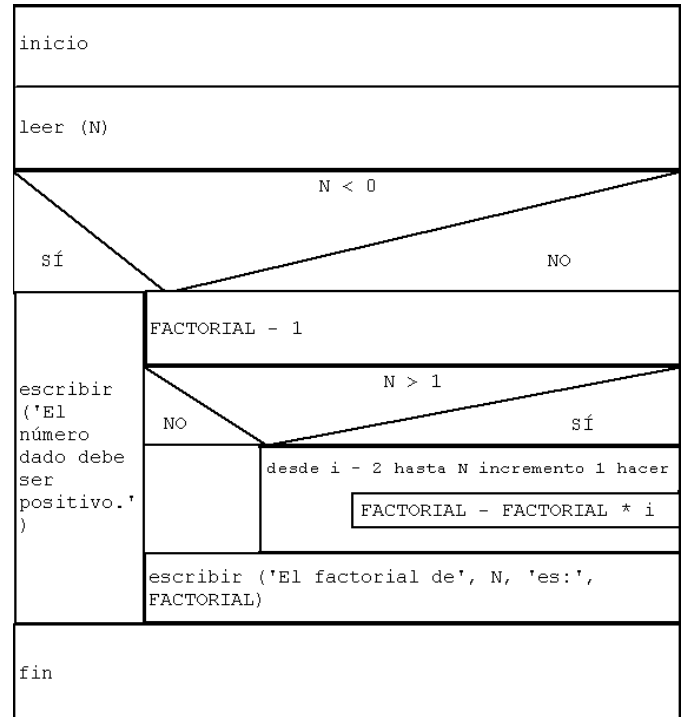 inicio
leer (N)
N < 0
SÍ
NO
FACTORIAL - 1
N > 1
NO
SÍ
escribir
('El
número
dado debe
ser
positivo.'
)
desde i - 2 hasta N incremento 1 hacer
FACTORIAL - FACTORIAL * i
escribir ('El factorial de', N, 'es:',
FACTORIAL)
fin